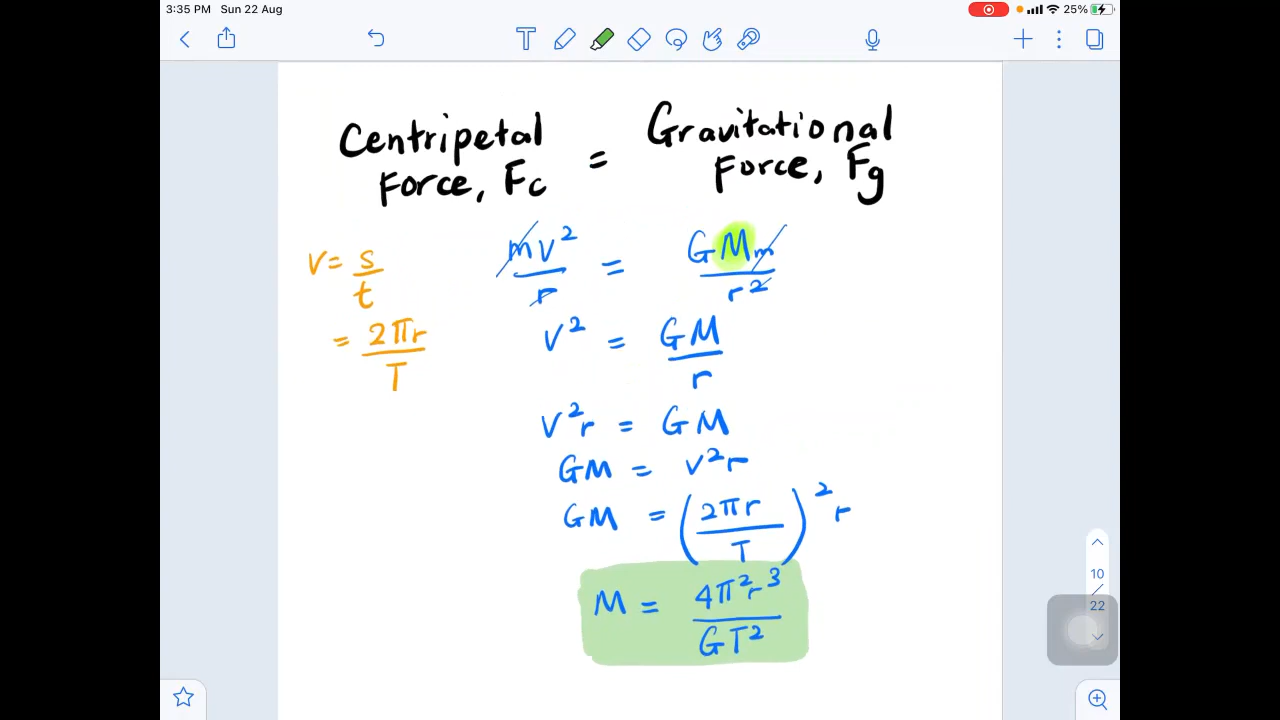 3:35 PM Sun 22 Aug
25%
T
Centripetal Force, Fc = Gravitational Force, Fg
v = s/t
= 2πr/T
mv²/r = GMm/r²
v² = GM/r
v²r = GM
GM = v²r
GM = (2πr/T)² r
M = 4π²r³/GT²
10
/
22